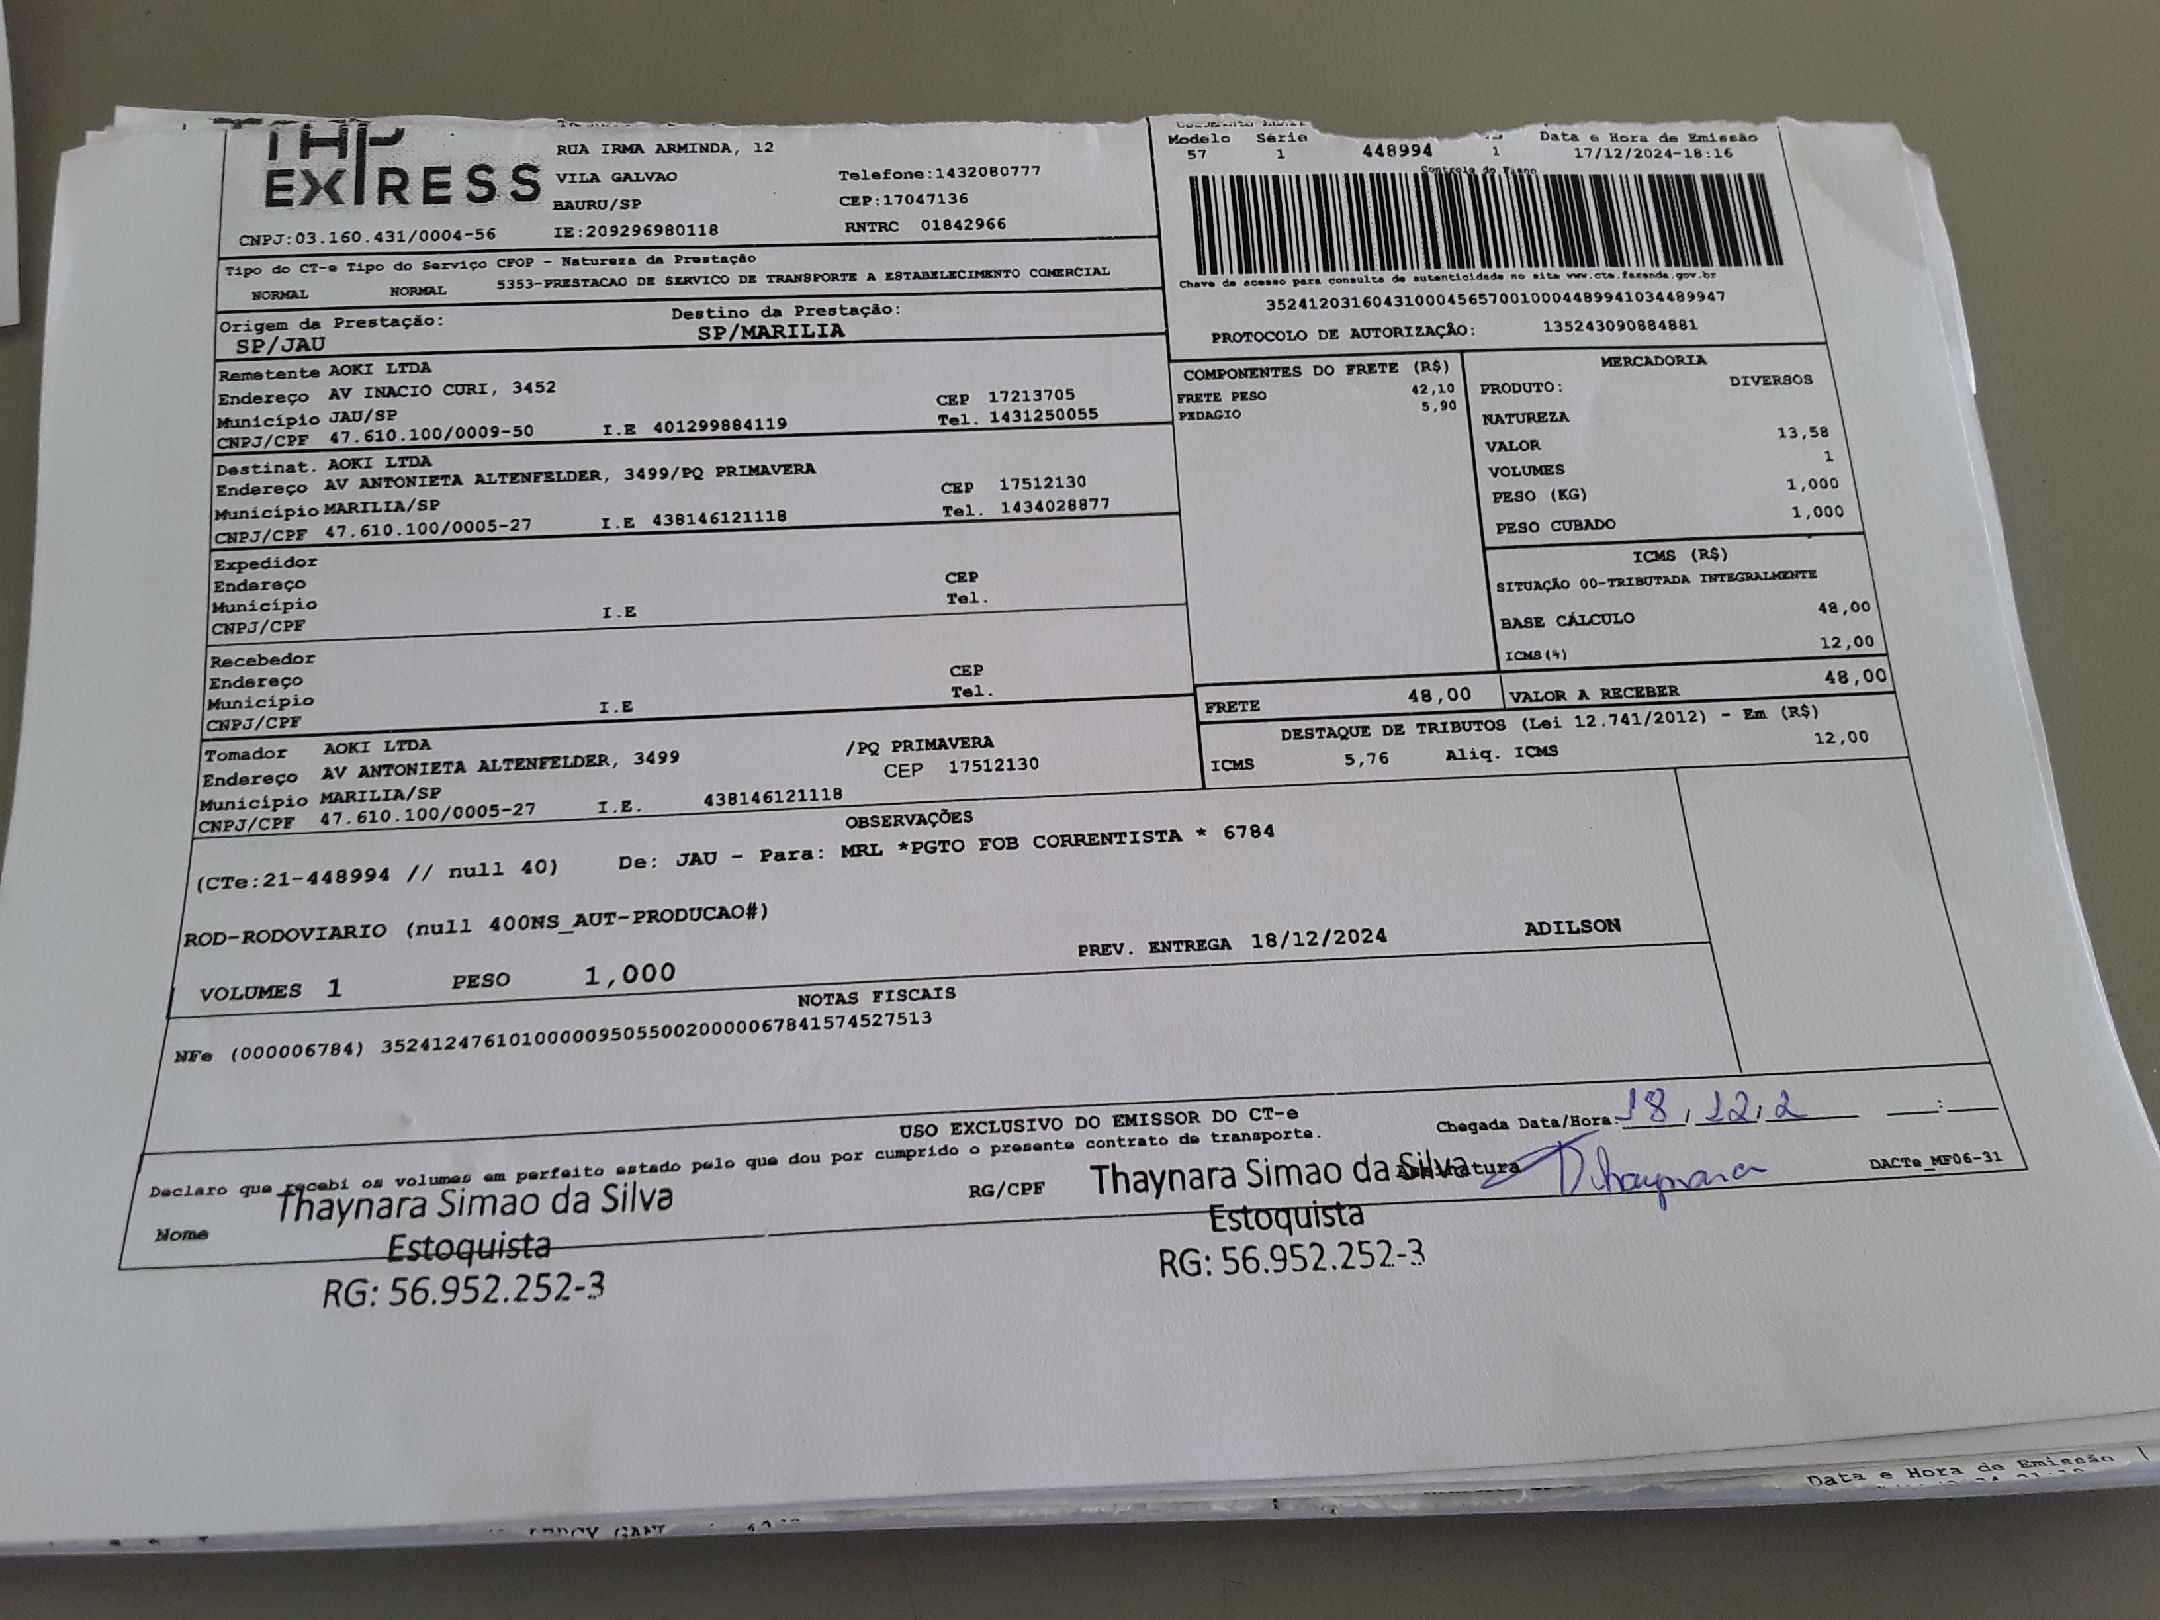 THP
EXPRESS
RUA IRMA ARMINDA, 12
VILA GALVAO
Telefone:1432080777
BAURU/SP
CEP:17047136
CNPJ:03.160.431/0004-56
IE:209296980118
RNTRC 01842966
Modelo Série
Data e Hora de Emissão
57 1 448994 1 17/12/2024-18:16
Controle do Fisco
Chave de acesso para consulta de autenticidade no site www.cte.fazenda.gov.br
35241203160431000456570010004489941034489947
PROTOCOLO DE AUTORIZAÇÃO: 135243090884881
Tipo do CT-e Tipo do Serviço CFOP - Natureza da Prestação
NORMAL NORMAL 5353-PRESTACAO DE SERVICO DE TRANSPORTE A ESTABELECIMENTO COMERCIAL
Origem da Prestação: Destino da Prestação:
SP/JAU SP/MARILIA
Remetente AOKI LTDA
Endereço AV INACIO CURI, 3452 CEP 17213705
Município JAU/SP Tel. 1431250055
CNPJ/CPF 47.610.100/0009-50 I.E 401299884119
Destinat. AOKI LTDA
Endereço AV ANTONIETA ALTENFELDER, 3499/PQ PRIMAVERA CEP 17512130
Município MARILIA/SP Tel. 1434028877
CNPJ/CPF 47.610.100/0005-27 I.E 438146121118
Expedidor
Endereço CEP
Município Tel.
CNPJ/CPF I.E
Recebedor
Endereço CEP
Município Tel.
CNPJ/CPF I.E
Tomador AOKI LTDA
Endereço AV ANTONIETA ALTENFELDER, 3499 /PQ PRIMAVERA
Município MARILIA/SP CEP 17512130
CNPJ/CPF 47.610.100/0005-27 I.E. 438146121118
COMPONENTES DO FRETE (R$)
FRETE PESO 42,10
PEDAGIO 5,90
MERCADORIA
PRODUTO: DIVERSOS
NATUREZA
VALOR 13,58
VOLUMES 1
PESO (KG) 1,000
PESO CUBADO 1,000
ICMS (R$)
SITUAÇÃO 00-TRIBUTADA INTEGRALMENTE
BASE CÁLCULO 48,00
ICMS(%) 12,00
FRETE 48,00 VALOR A RECEBER 48,00
DESTAQUE DE TRIBUTOS (Lei 12.741/2012) - Em (R$)
ICMS 5,76 Aliq. ICMS 12,00
OBSERVAÇÕES
(CTe:21-448994 // null 40) De: JAU - Para: MRL *PGTO FOB CORRENTISTA * 6784
ROD-RODOVIARIO (null 400NS_AUT-PRODUCAO#)
PREV. ENTREGA 18/12/2024 ADILSON
VOLUMES 1 PESO 1,000
NOTAS FISCAIS
NFe (000006784) 35241247610100000950550020000067841574527513
USO EXCLUSIVO DO EMISSOR DO CT-e
Chegada Data/Hora: 18/12/2 :
Declaro que recebi os volumes em perfeito estado pelo que dou por cumprido o presente contrato de transporte.
Nome Thaynara Simao da Silva RG/CPF Thaynara Simao da Silva Assinatura Thaynara DACTe_MF06-31
Estoquista Estoquista
RG: 56.952.252-3 RG: 56.952.252-3
Data e Hora de Emissão